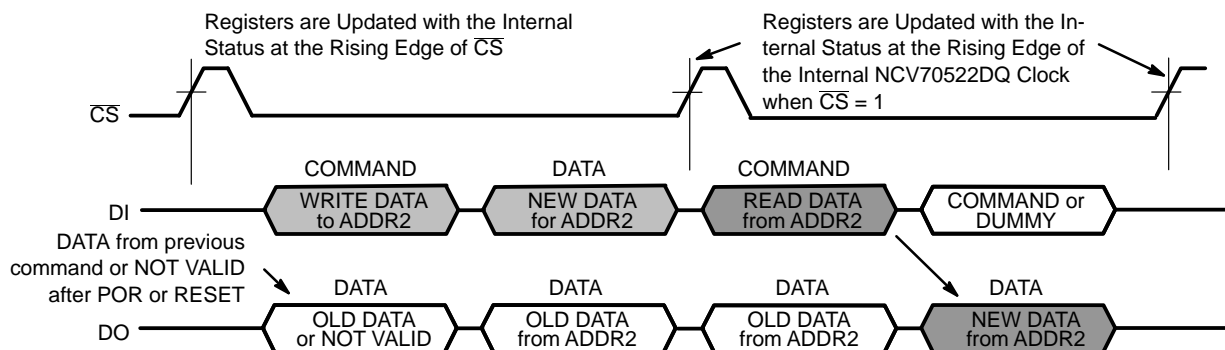 Registers are Updated with the Internal
Status at the Rising Edge of CS
Registers are Updated with the In-
ternal Status at the Rising Edge of
the Internal NCV70522DQ Clock
when CS = 1
CS
COMMAND
DATA
COMMAND
DI
WRITE DATA
to ADDR2
NEW DATA
for ADDR2
READ DATA
from ADDR2
COMMAND or
DUMMY
DATA from previous
command or NOT VALID
after POR or RESET
DATA
DATA
DATA
DATA
DO
OLD DATA
or NOT VALID
OLD DATA
from ADDR2
OLD DATA
from ADDR2
NEW DATA
from ADDR2